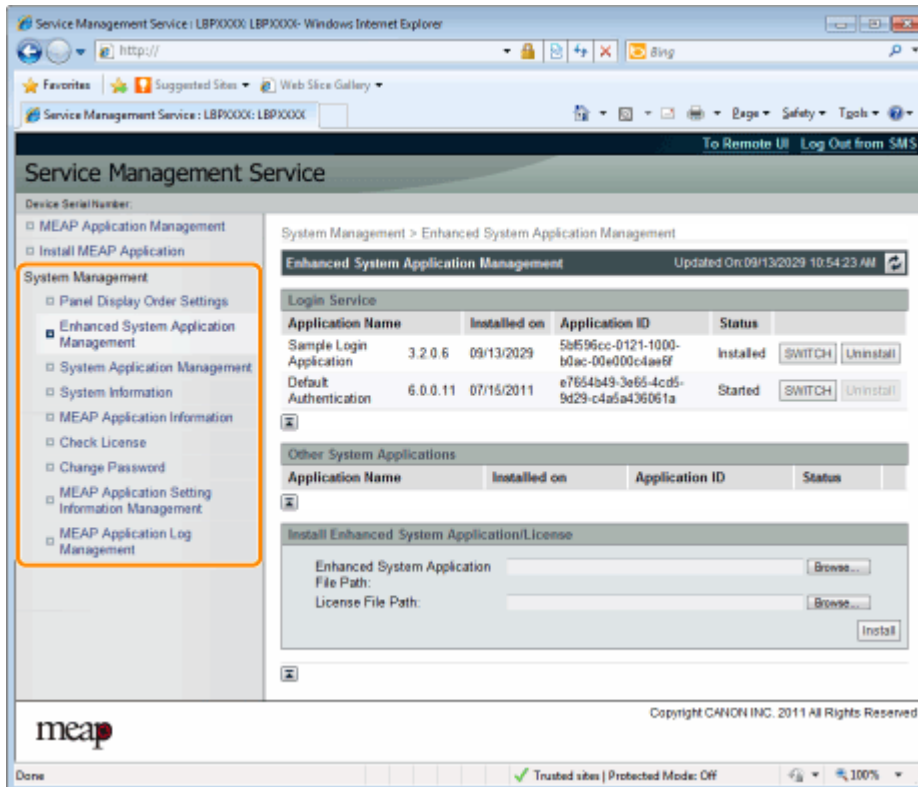 Service Management Service : LBPXXXX: LBPXXXX- Windows Internet Explorer
http://
Bing
Favorites
Suggested Sites
Web Slice Gallery
Service Management Service : LBPXXXX: LBPXXXX
Page
Safety
Tools
To Remote UI
Log Out from SMS
Service Management Service
Device Serial Number:
MEAP Application Management
Install MEAP Application
System Management
Panel Display Order Settings
Enhanced System Application
Management
System Application Management
System Information
MEAP Application Information
Check License
Change Password
MEAP Application Setting
Information Management
MEAP Application Log
Management
System Management > Enhanced System Application Management
Enhanced System Application Management
Updated On:09/13/2029 10:54:23 AM
Login Service
Application Name Installed on Application ID Status
Sample Login
Application 3.2.0.6 09/13/2029 5bf596cc-0121-1000-
b0ac-00e000c4ae6f Installed SWITCH Uninstall
Default
Authentication 6.0.0.11 07/15/2011 e7654b49-3e65-4cd5-
9d29-c4a5a436061a Started SWITCH Uninstall
Other System Applications
Application Name Installed on Application ID Status
Install Enhanced System Application/License
Enhanced System Application
File Path:
Browse...
License File Path:
Browse...
Install
meap
Copyright CANON INC. 2011 All Rights Reserved
Done
Trusted sites | Protected Mode: Off
100%